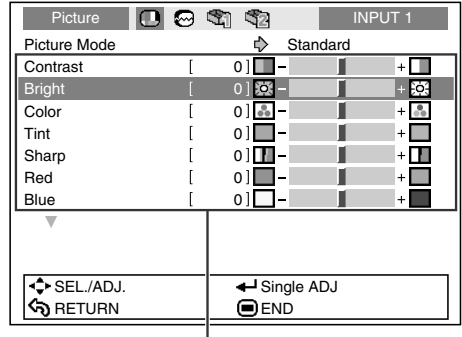 Picture INPUT 1
Picture Mode Standard
Contrast [ 0] − +
Bright [ 0] − +
Color [ 0] − +
Tint [ 0] − +
Sharp [ 0] − +
Red [ 0] − +
Blue [ 0] − +
SEL./ADJ. Single ADJ
RETURN END